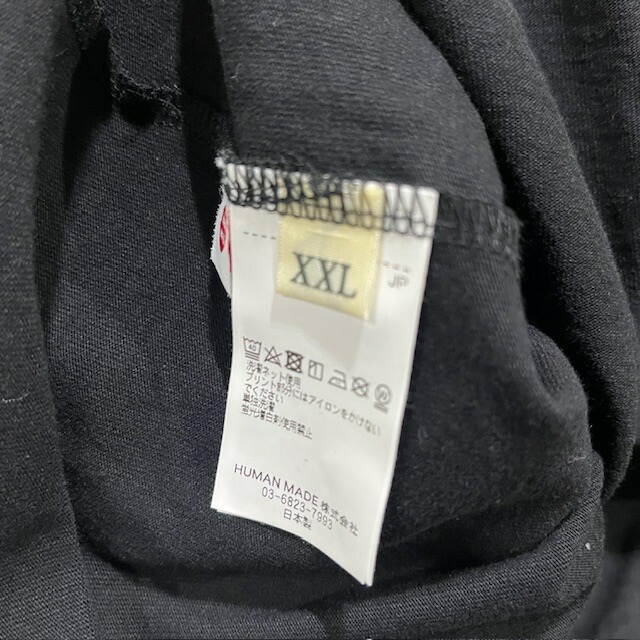 XXL
JP
40
洗濯ネット使用
プリント部分にはアイロンをかけない
でください
単独洗濯
蛍光増白剤使用禁止
HUMAN MADE 株式会社
03-6823-7993
日本製